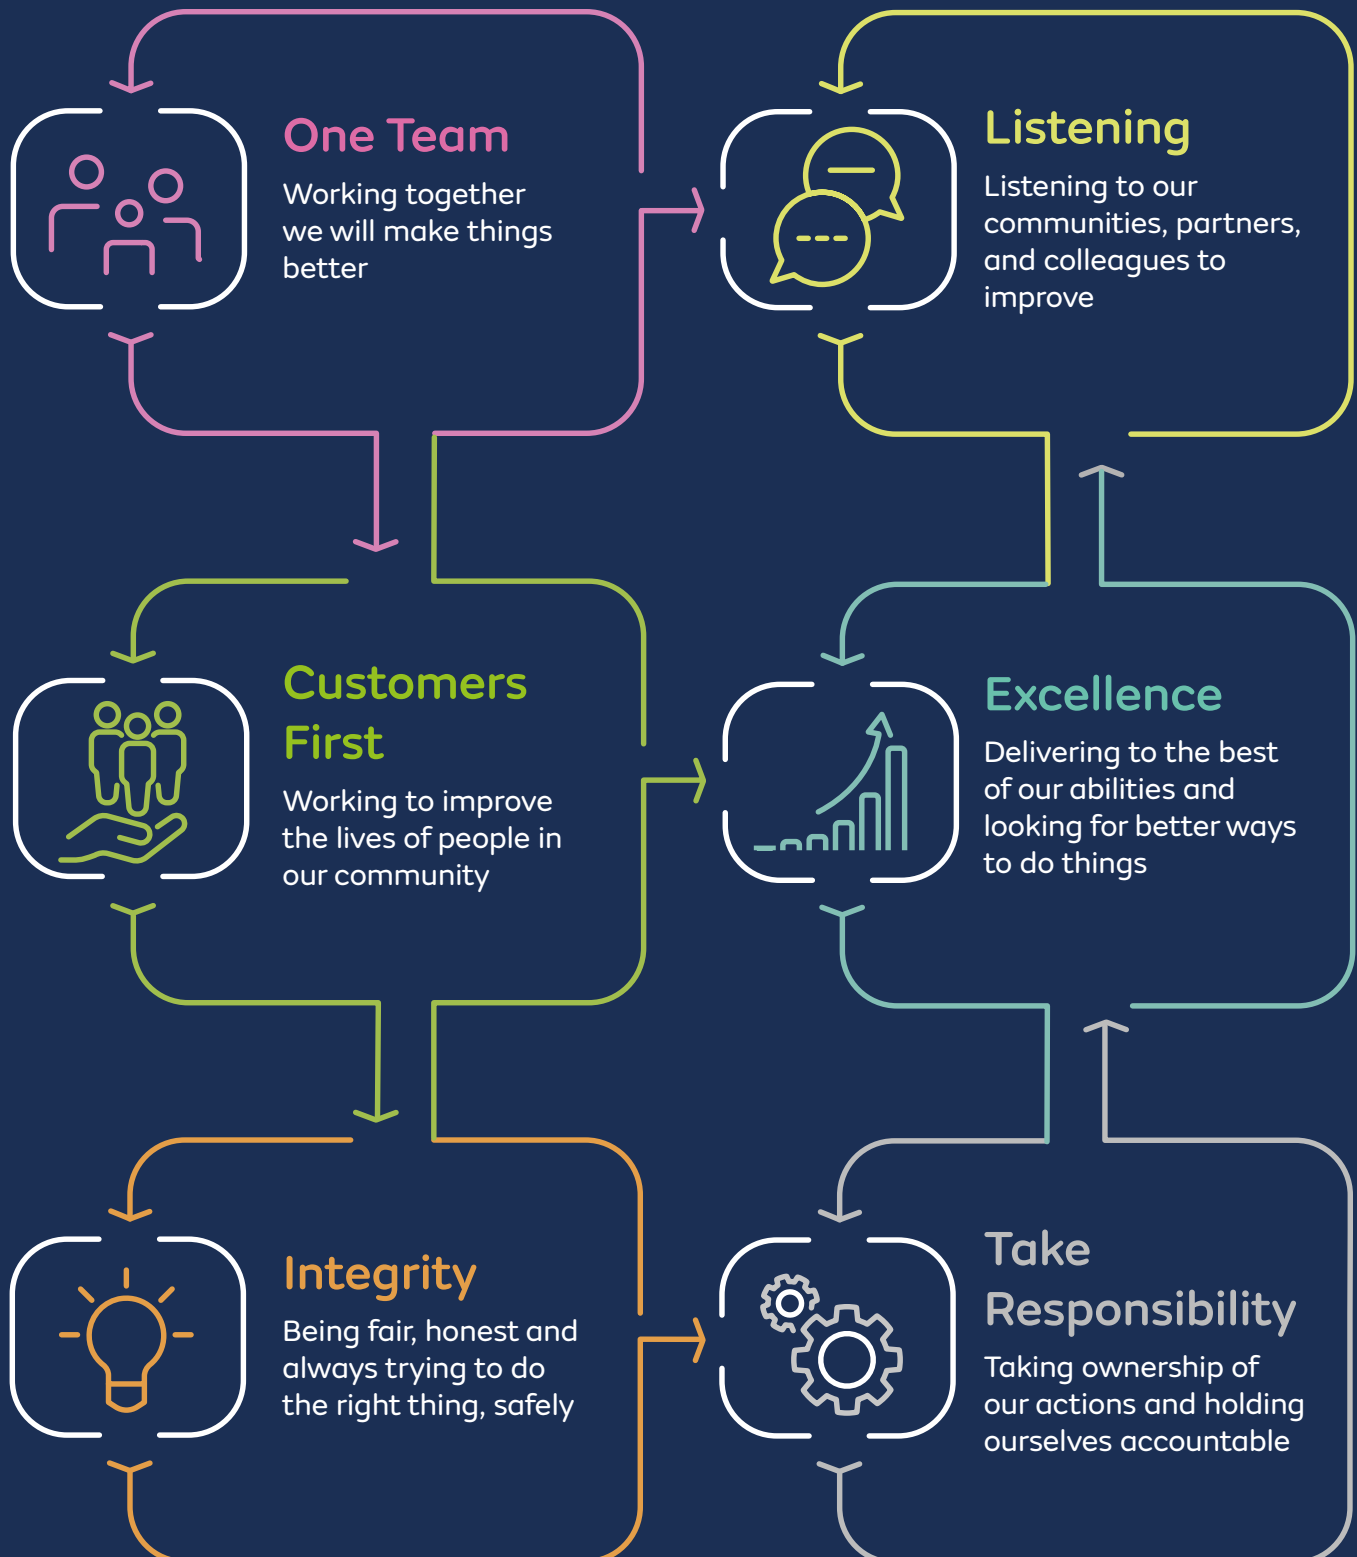 One Team
Working together
we will make things
better
Listening
Listening to our
communities, partners,
and colleagues to
improve
Customers
First
Working to improve
the lives of people in
our community
Excellence
Delivering to the best
of our abilities and
looking for better ways
to do things
Integrity
Being fair, honest and
always trying to do
the right thing, safely
Take
Responsibility
Taking ownership of
our actions and holding
ourselves accountable